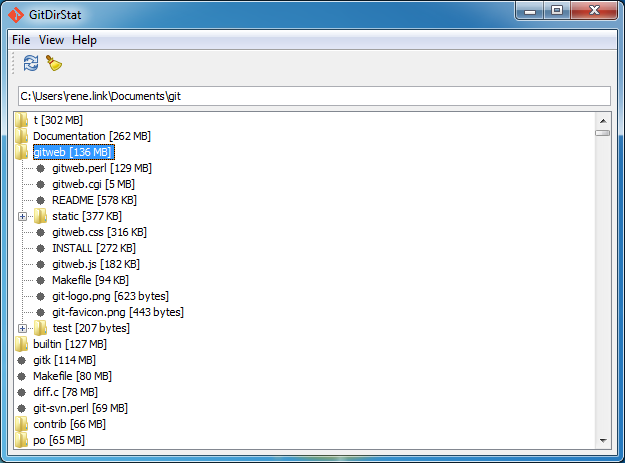 GitDirStat
File View Help
C:\Users\rene.link\Documents\git
t [302 MB]
Documentation [262 MB]
gitweb [136 MB]
gitweb.perl [129 MB]
gitweb.cgi [5 MB]
README [578 KB]
static [377 KB]
gitweb.css [316 KB]
INSTALL [272 KB]
gitweb.js [182 KB]
Makefile [94 KB]
git-logo.png [623 bytes]
git-favicon.png [443 bytes]
test [207 bytes]
builtin [127 MB]
gitk [114 MB]
Makefile [80 MB]
diff.c [78 MB]
git-svn.perl [69 MB]
contrib [66 MB]
po [65 MB]